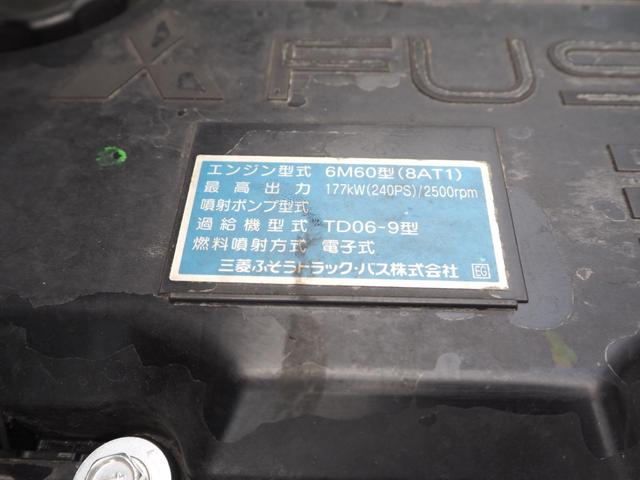 FUS
エンジン型式 6M60型(8AT1)
最高出力 177kW(240PS)/2500rpm
噴射ポンプ型式
過給機型式 TD06-9型
燃料噴射方式 電子式
三菱ふそうトラック・バス株式会社 EG